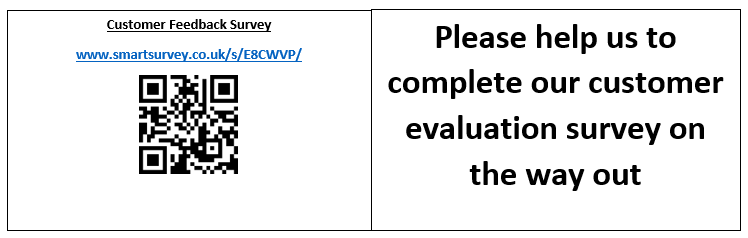 Customer Feedback Survey
www.smartsurvey.co.uk/s/E8CWVP/
Please help us to
complete our customer
evaluation survey on
the way out